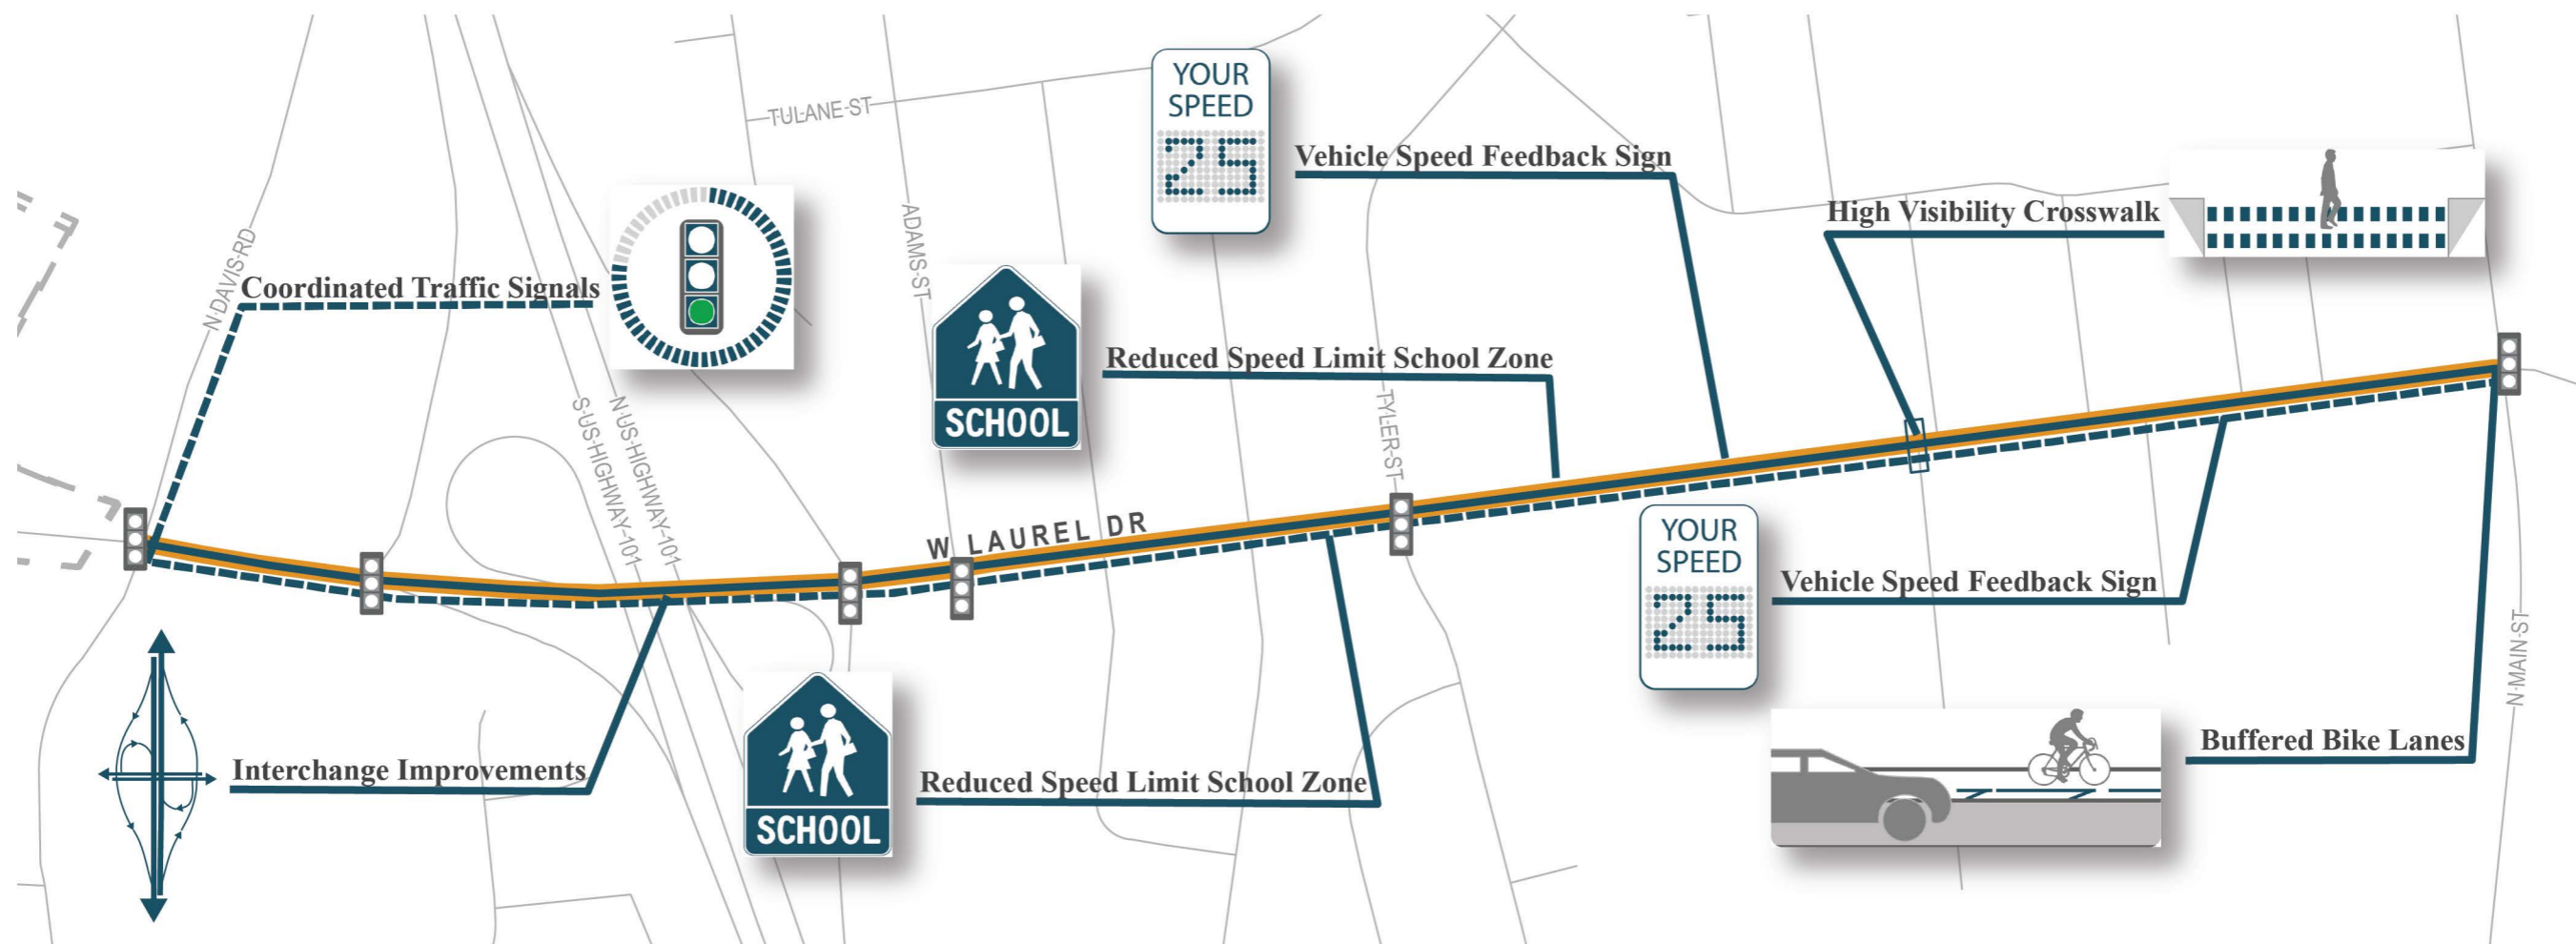 YOUR
SPEED
25
TULANE-ST
Vehicle Speed Feedback Sign
High Visibility Crosswalk
N-DAVIS-RD
ADAMS-ST
Coordinated Traffic Signals
SCHOOL
Reduced Speed Limit School Zone
S-US-HIGHWAY-101
N-US-HIGHWAY-101
TYLER-ST
W LAUREL DR
YOUR
SPEED
25
Vehicle Speed Feedback Sign
N-MAIN-ST
Interchange Improvements
SCHOOL
Reduced Speed Limit School Zone
Buffered Bike Lanes